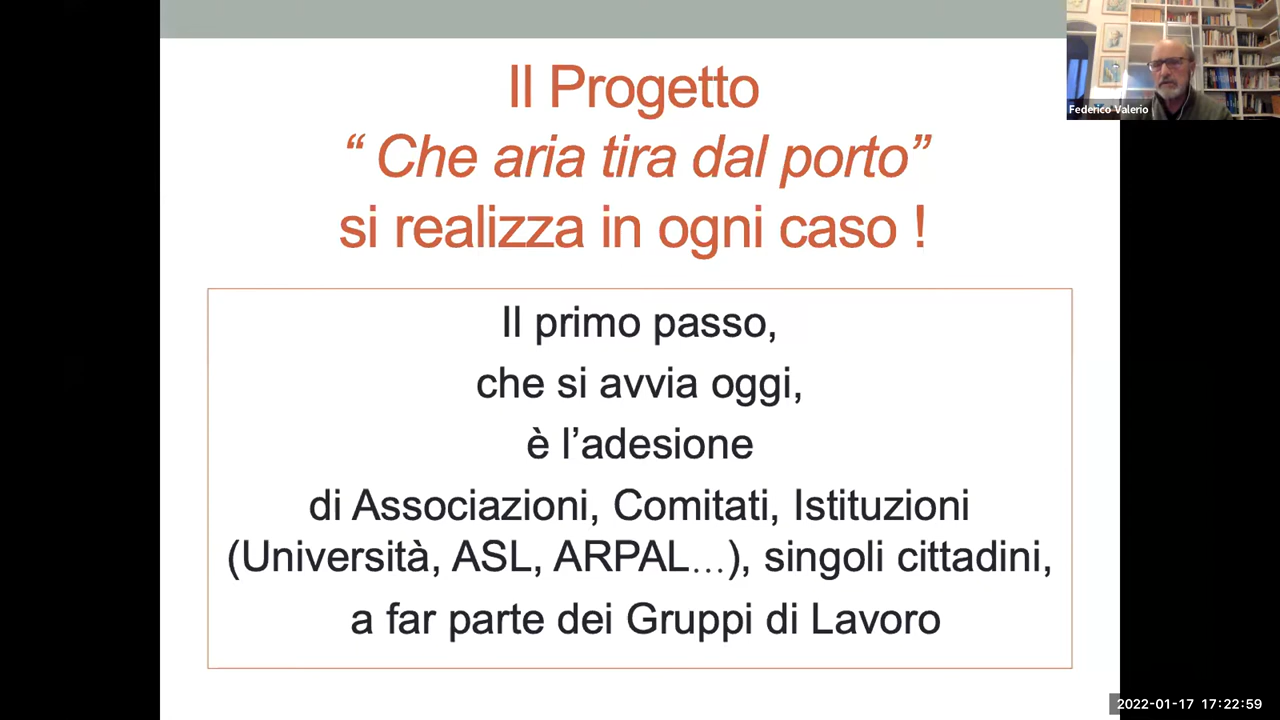 Il Progetto
“ Che aria tira dal porto”
si realizza in ogni caso !
Il primo passo,
che si avvia oggi,
è l’adesione
di Associazioni, Comitati, Istituzioni
(Università, ASL, ARPAL…), singoli cittadini,
a far parte dei Gruppi di Lavoro
Federico Valerio
2022-01-17 17:22:59